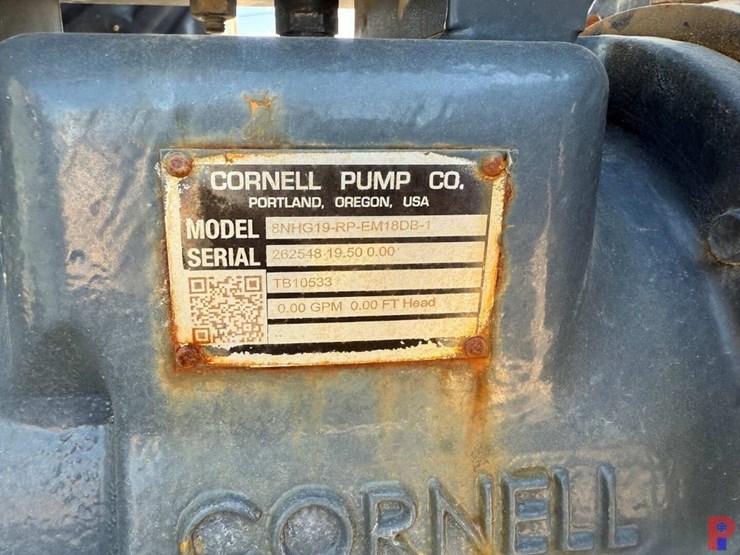 CORNELL PUMP CO.
PORTLAND, OREGON, USA
MODEL 8NHG19-RP-EM18DB-1
SERIAL 262548 19.50 0.00
TB10533
0.00 GPM 0.00 FT Head
CORNELL